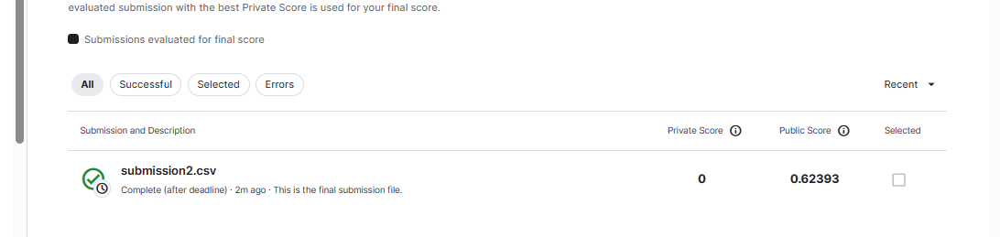 evaluated submission with the best Private Score is used for your final score.
Submissions evaluated for final score
All Successful Selected Errors Recent
Submission and Description Private Score Public Score Selected
submission2.csv
0 0.62393
Complete (after deadline) · 2m ago · This is the final submission file.